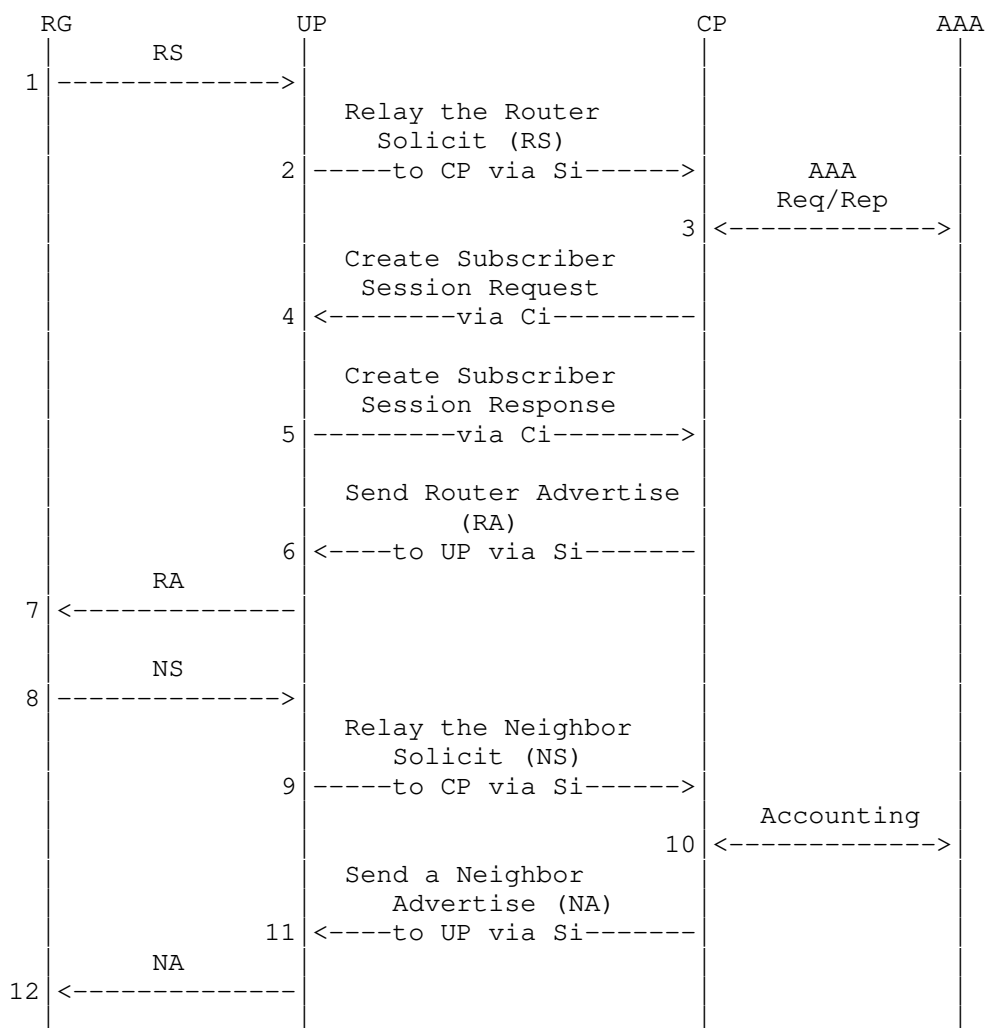 RG UP CP AAA
RS
1 -------------->
Relay the Router
Solicit (RS)
2 -----to CP via Si------> AAA
Req/Rep
3 <------------->
Create Subscriber
Session Request
4 <--------via Ci---------
Create Subscriber
Session Response
5 ---------via Ci-------->
Send Router Advertise
(RA)
6 <----to UP via Si-------
RA
7 <--------------
NS
8 -------------->
Relay the Neighbor
Solicit (NS)
9 -----to CP via Si------>
Accounting
10 <------------->
Send a Neighbor
Advertise (NA)
11 <----to UP via Si-------
NA
12 <--------------